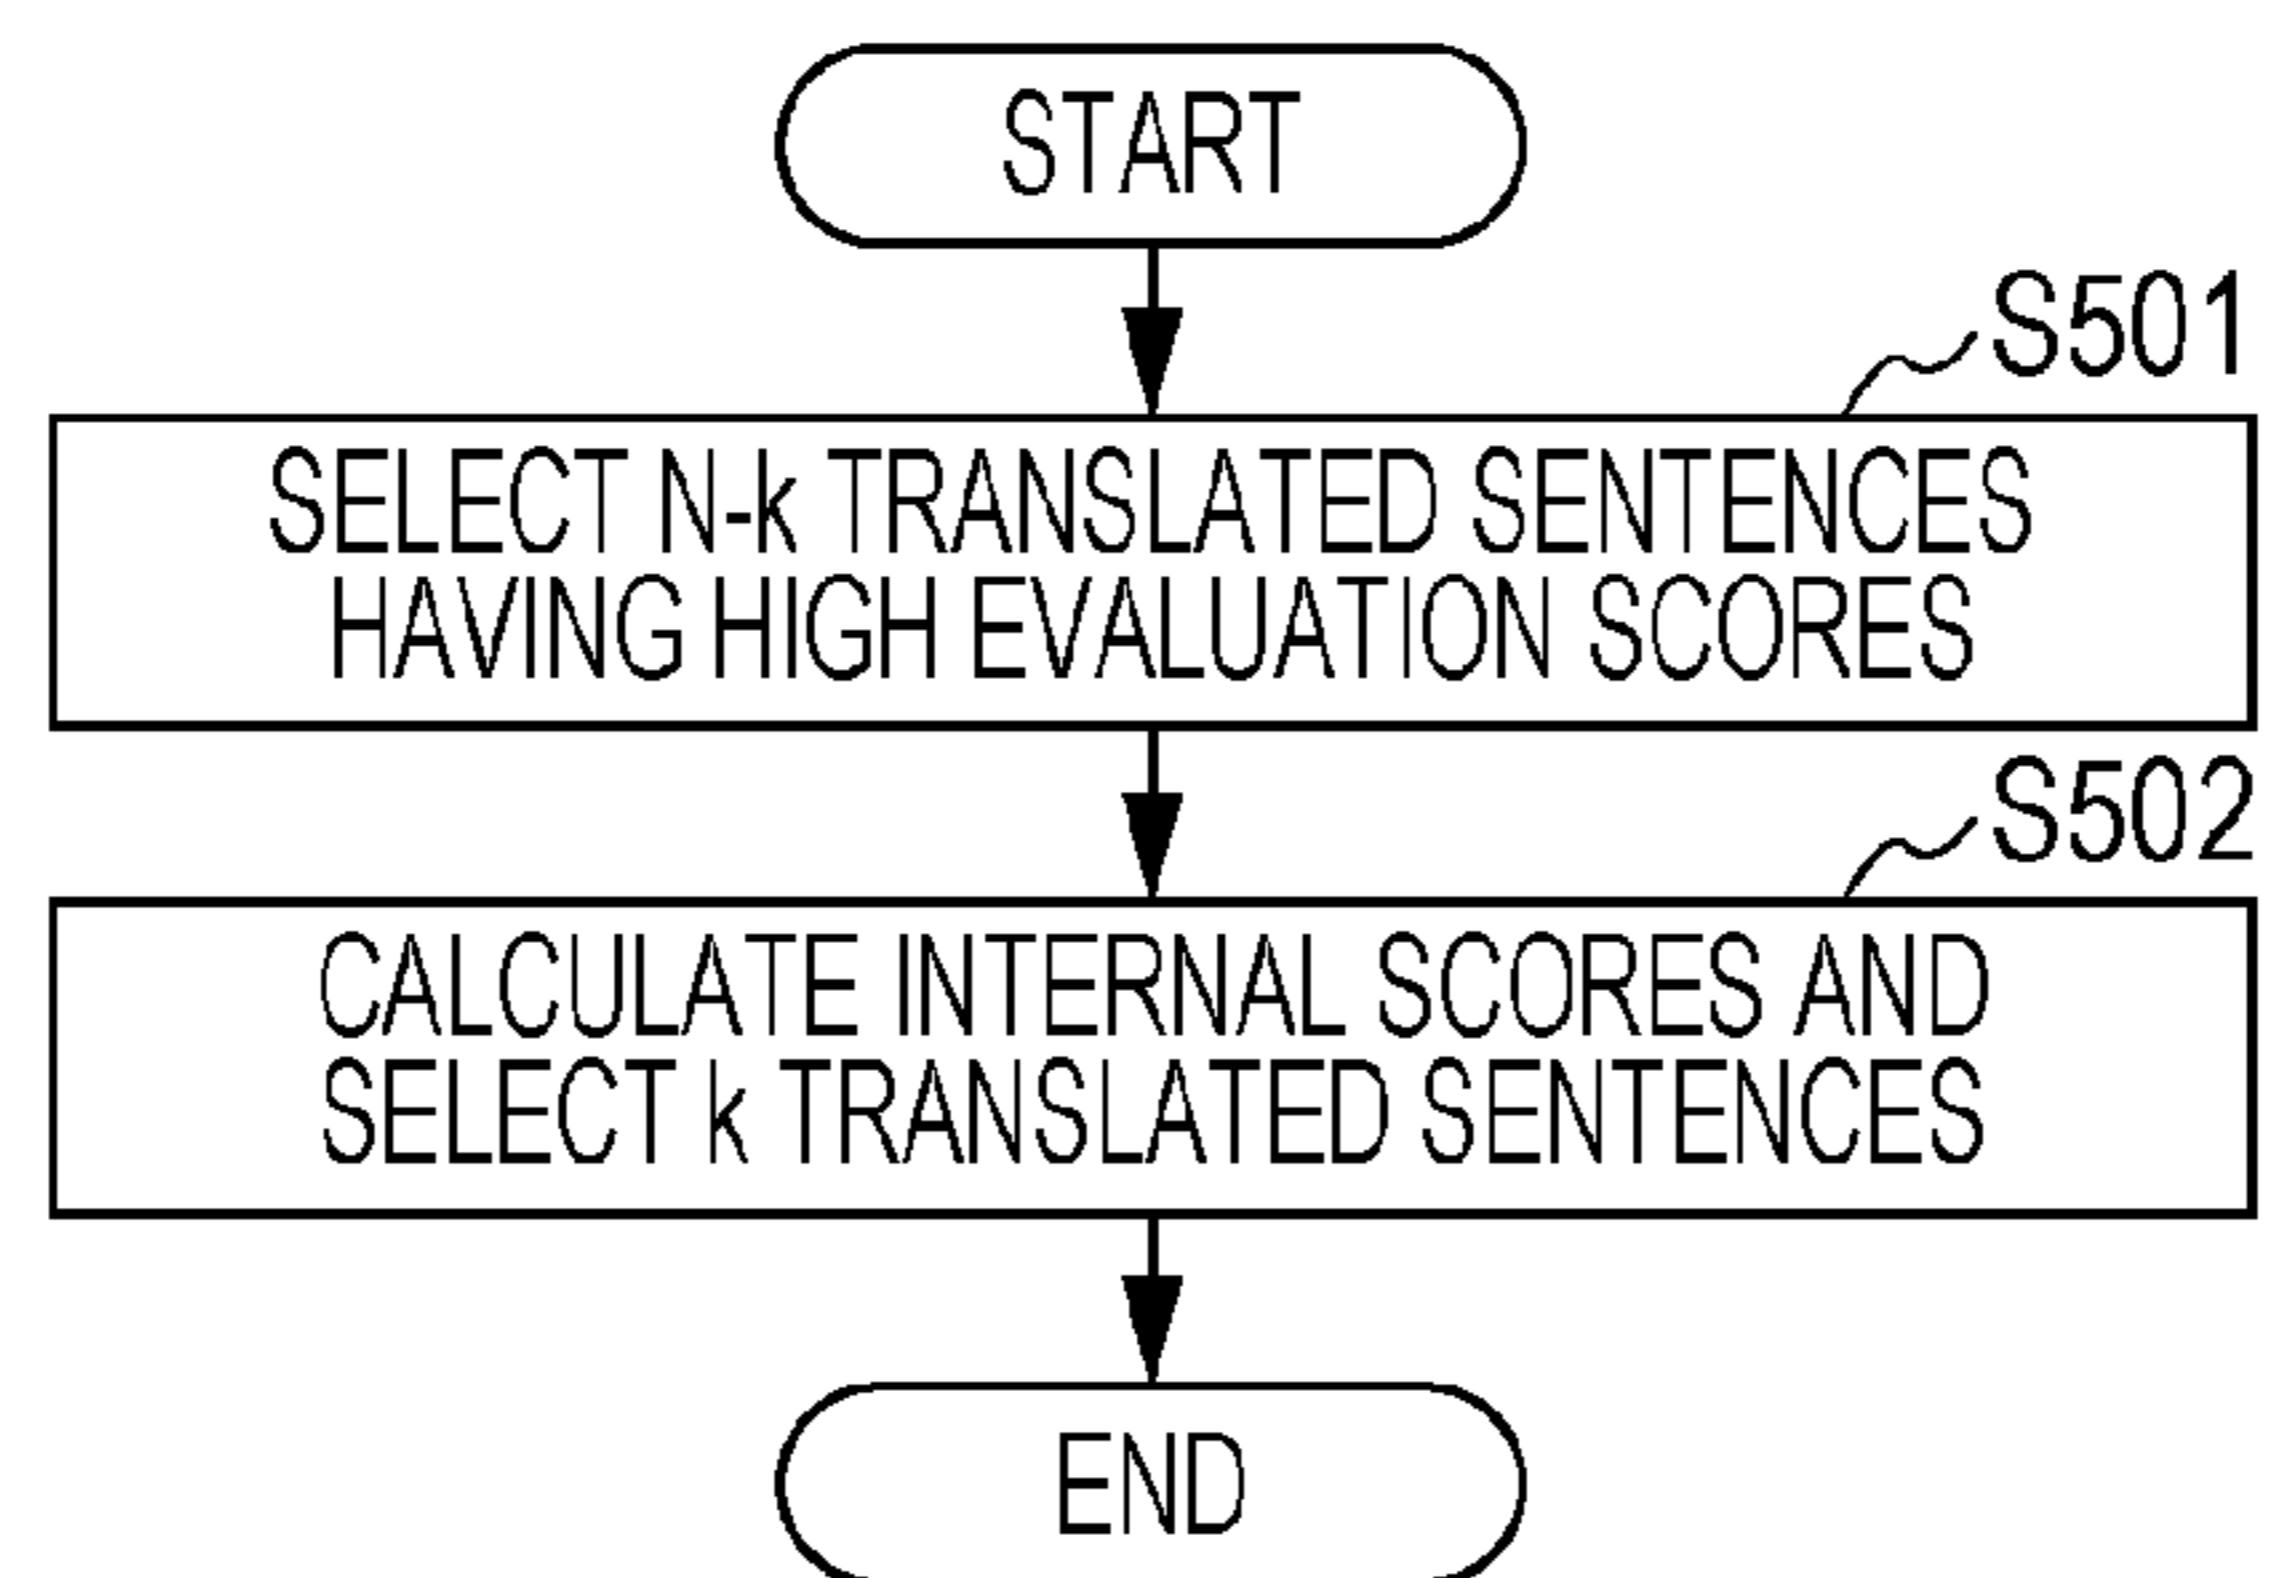 START
S501
SELECT N-k TRANSLATED SENTENCES
HAVING HIGH EVALUATION SCORES
S502
CALCULATE INTERNAL SCORES AND
SELECT k TRANSLATED SENTENCES
END